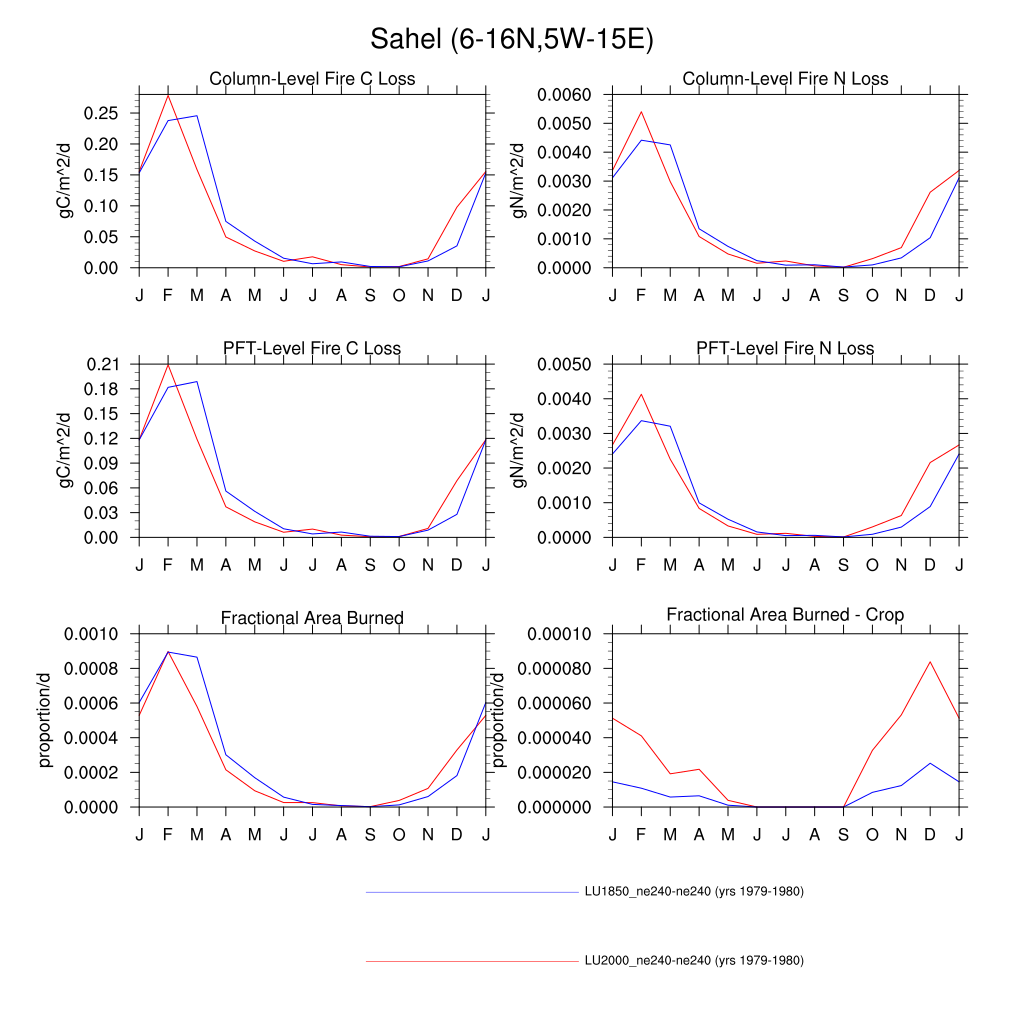 Sahel (6-16N,5W-15E)
Column-Level Fire C Loss
gC/m^2/d
0.25
0.20
0.15
0.10
0.05
0.00
J F M A M J J A S O N D J
Column-Level Fire N Loss
gN/m^2/d
0.0060
0.0050
0.0040
0.0030
0.0020
0.0010
0.0000
J F M A M J J A S O N D J
PFT-Level Fire C Loss
gC/m^2/d
0.21
0.18
0.15
0.12
0.09
0.06
0.03
0.00
J F M A M J J A S O N D J
PFT-Level Fire N Loss
gN/m^2/d
0.0050
0.0040
0.0030
0.0020
0.0010
0.0000
J F M A M J J A S O N D J
Fractional Area Burned
proportion/d
0.0010
0.0008
0.0006
0.0004
0.0002
0.0000
J F M A M J J A S O N D J
Fractional Area Burned - Crop
proportion/d
0.00010
0.000080
0.000060
0.000040
0.000020
0.000000
J F M A M J J A S O N D J
LU1850_ne240-ne240 (yrs 1979-1980)
LU2000_ne240-ne240 (yrs 1979-1980)